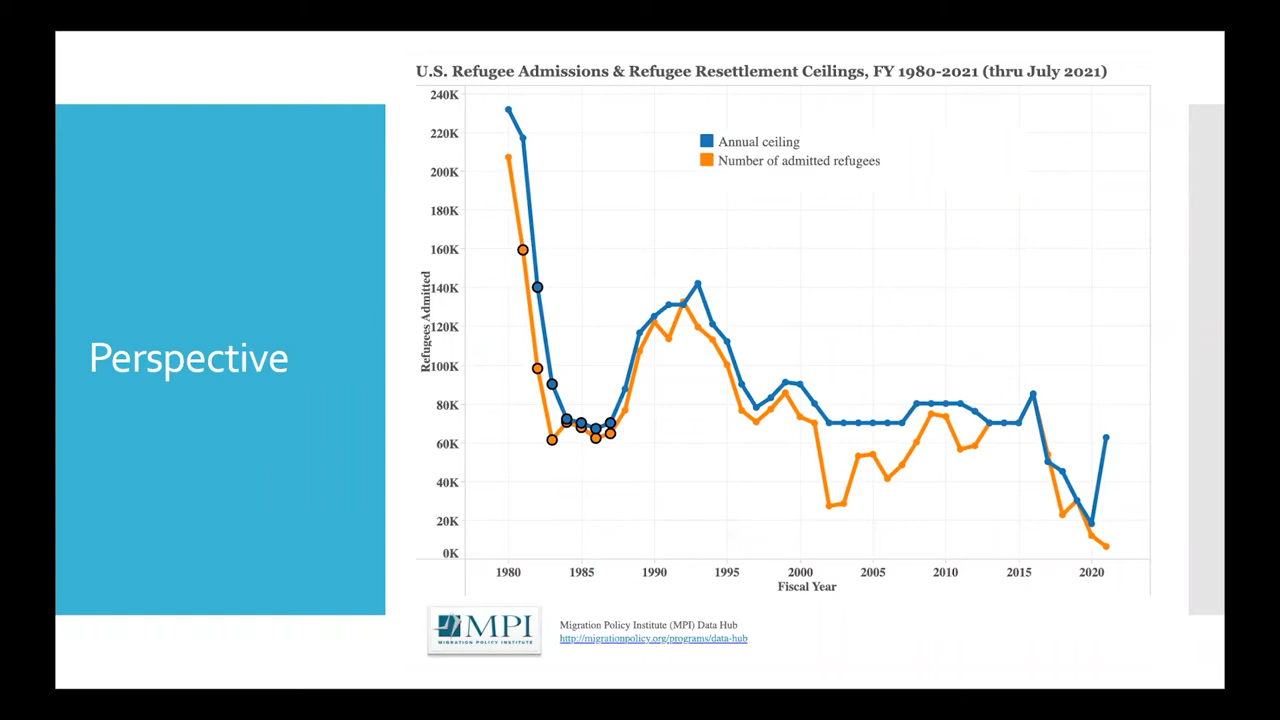 Perspective
U.S. Refugee Admissions & Refugee Resettlement Ceilings, FY 1980-2021 (thru July 2021)
240K
220K
200K
180K
160K
140K
120K
100K
80K
60K
40K
20K
0K
Refugees Admitted
Annual ceiling
Number of admitted refugees
1980 1985 1990 1995 2000 2005 2010 2015 2020
Fiscal Year
MPI
MIGRATION POLICY INSTITUTE
Migration Policy Institute (MPI) Data Hub
http://migrationpolicy.org/programs/data-hub